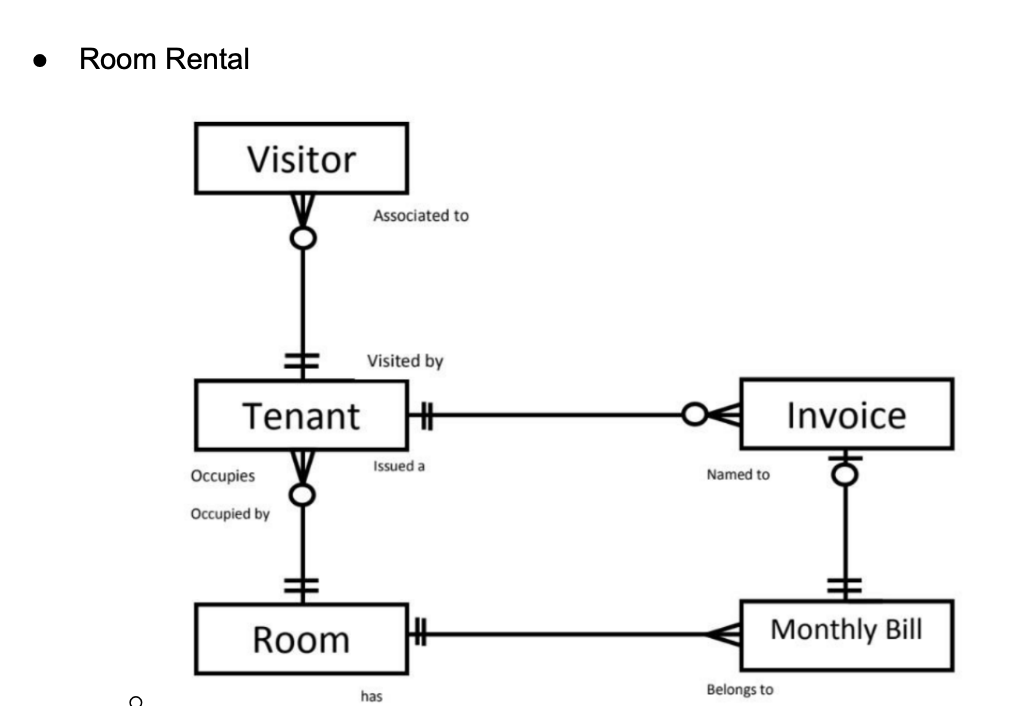 ● Room Rental
Visitor
Associated to
Visited by
Tenant
Invoice
Issued a
Occupies
Named to
Occupied by
Room
Monthly Bill
has
Belongs to